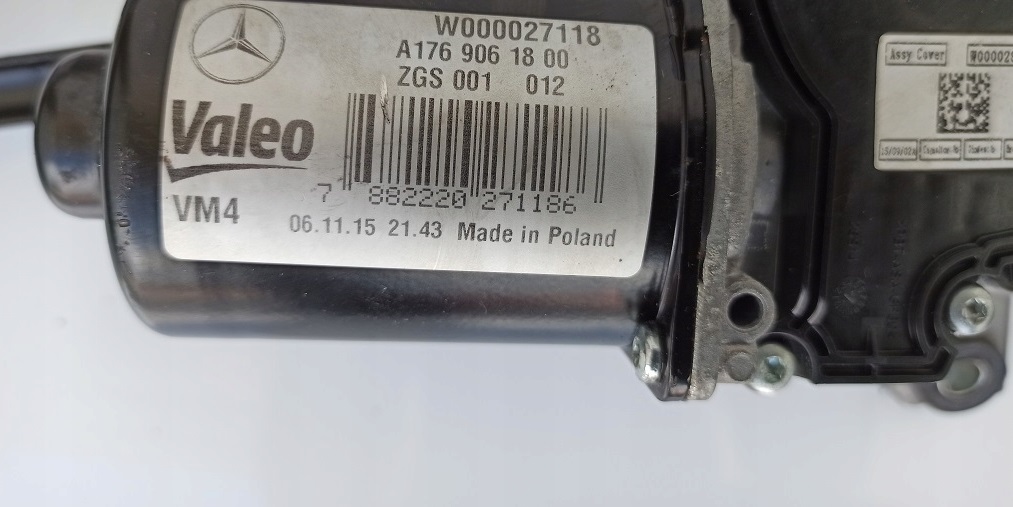 W000027118
A176 906 18 00
ZGS 001 012
Valeo
7 882220 271186
VM4
06.11.15 21.43 Made in Poland
Assy Cover